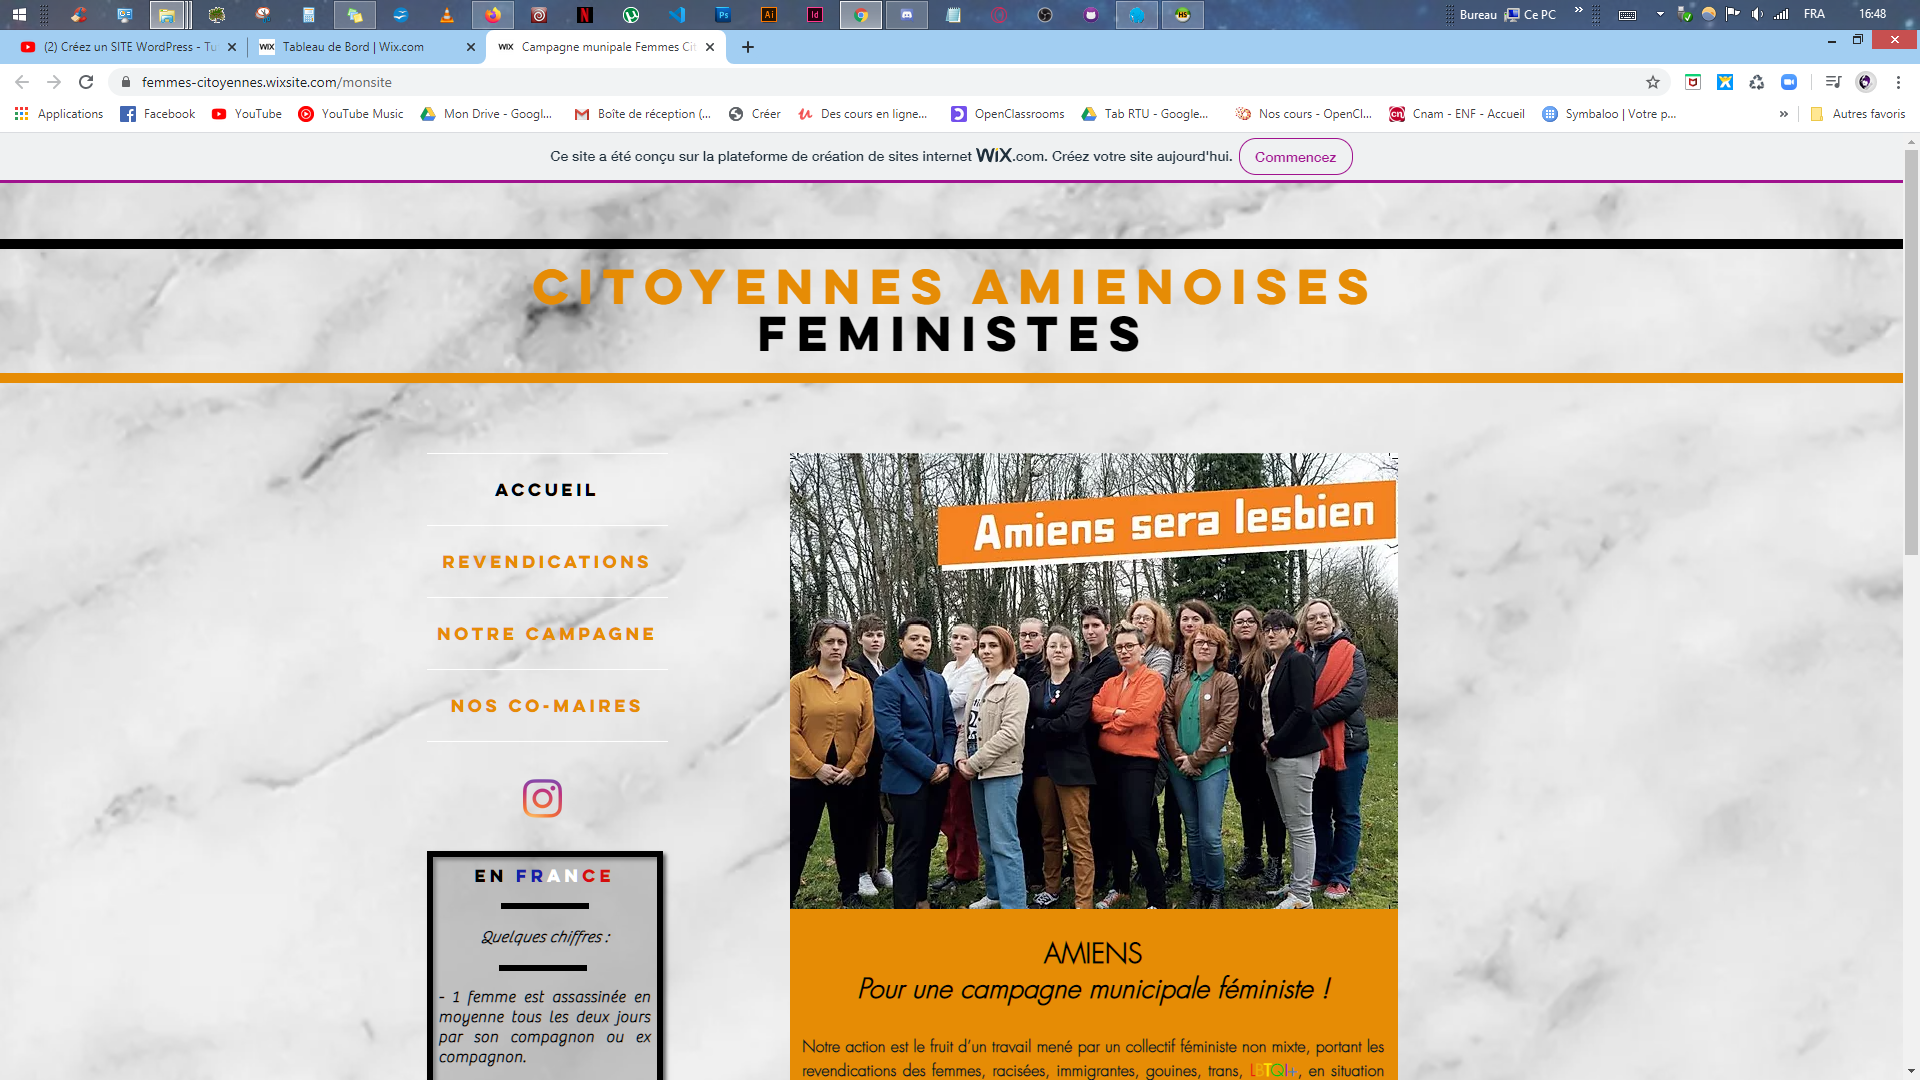 Bureau
Ce PC
»
FRA
16:48
(2) Créez un SITE WordPress - Tu
WiX Tableau de Bord | Wix.com
WiX Campagne munipale Femmes Cit
femmes-citoyennes.wixsite.com/monsite
Applications
Facebook
YouTube
YouTube Music
Mon Drive - Googl...
Boîte de réception (...
Créer
Des cours en ligne...
OpenClassrooms
Tab RTU - Google...
Nos cours - OpenCl...
Cnam - ENF - Accueil
Symbaloo | Votre p...
»
Autres favoris
Ce site a été conçu sur la plateforme de création de sites internet WiX.com. Créez votre site aujourd'hui.
Commencez
CITOYENNES AMIENOISES
FEMINISTES
ACCUEIL
REVENDICATIONS
NOTRE CAMPAGNE
NOS CO-MAIRES
EN FRANCE
Quelques chiffres :
- 1 femme est assassinée en
moyenne tous les deux jours
par son compagnon ou ex
compagnon.
Amiens sera lesbien
AMIENS
Pour une campagne municipale féministe !
Notre action est le fruit d'un travail mené par un collectif féministe non mixte, portant les
revendications des femmes, racisées, immigrantes, gouines, trans, LBTQI+, en situation